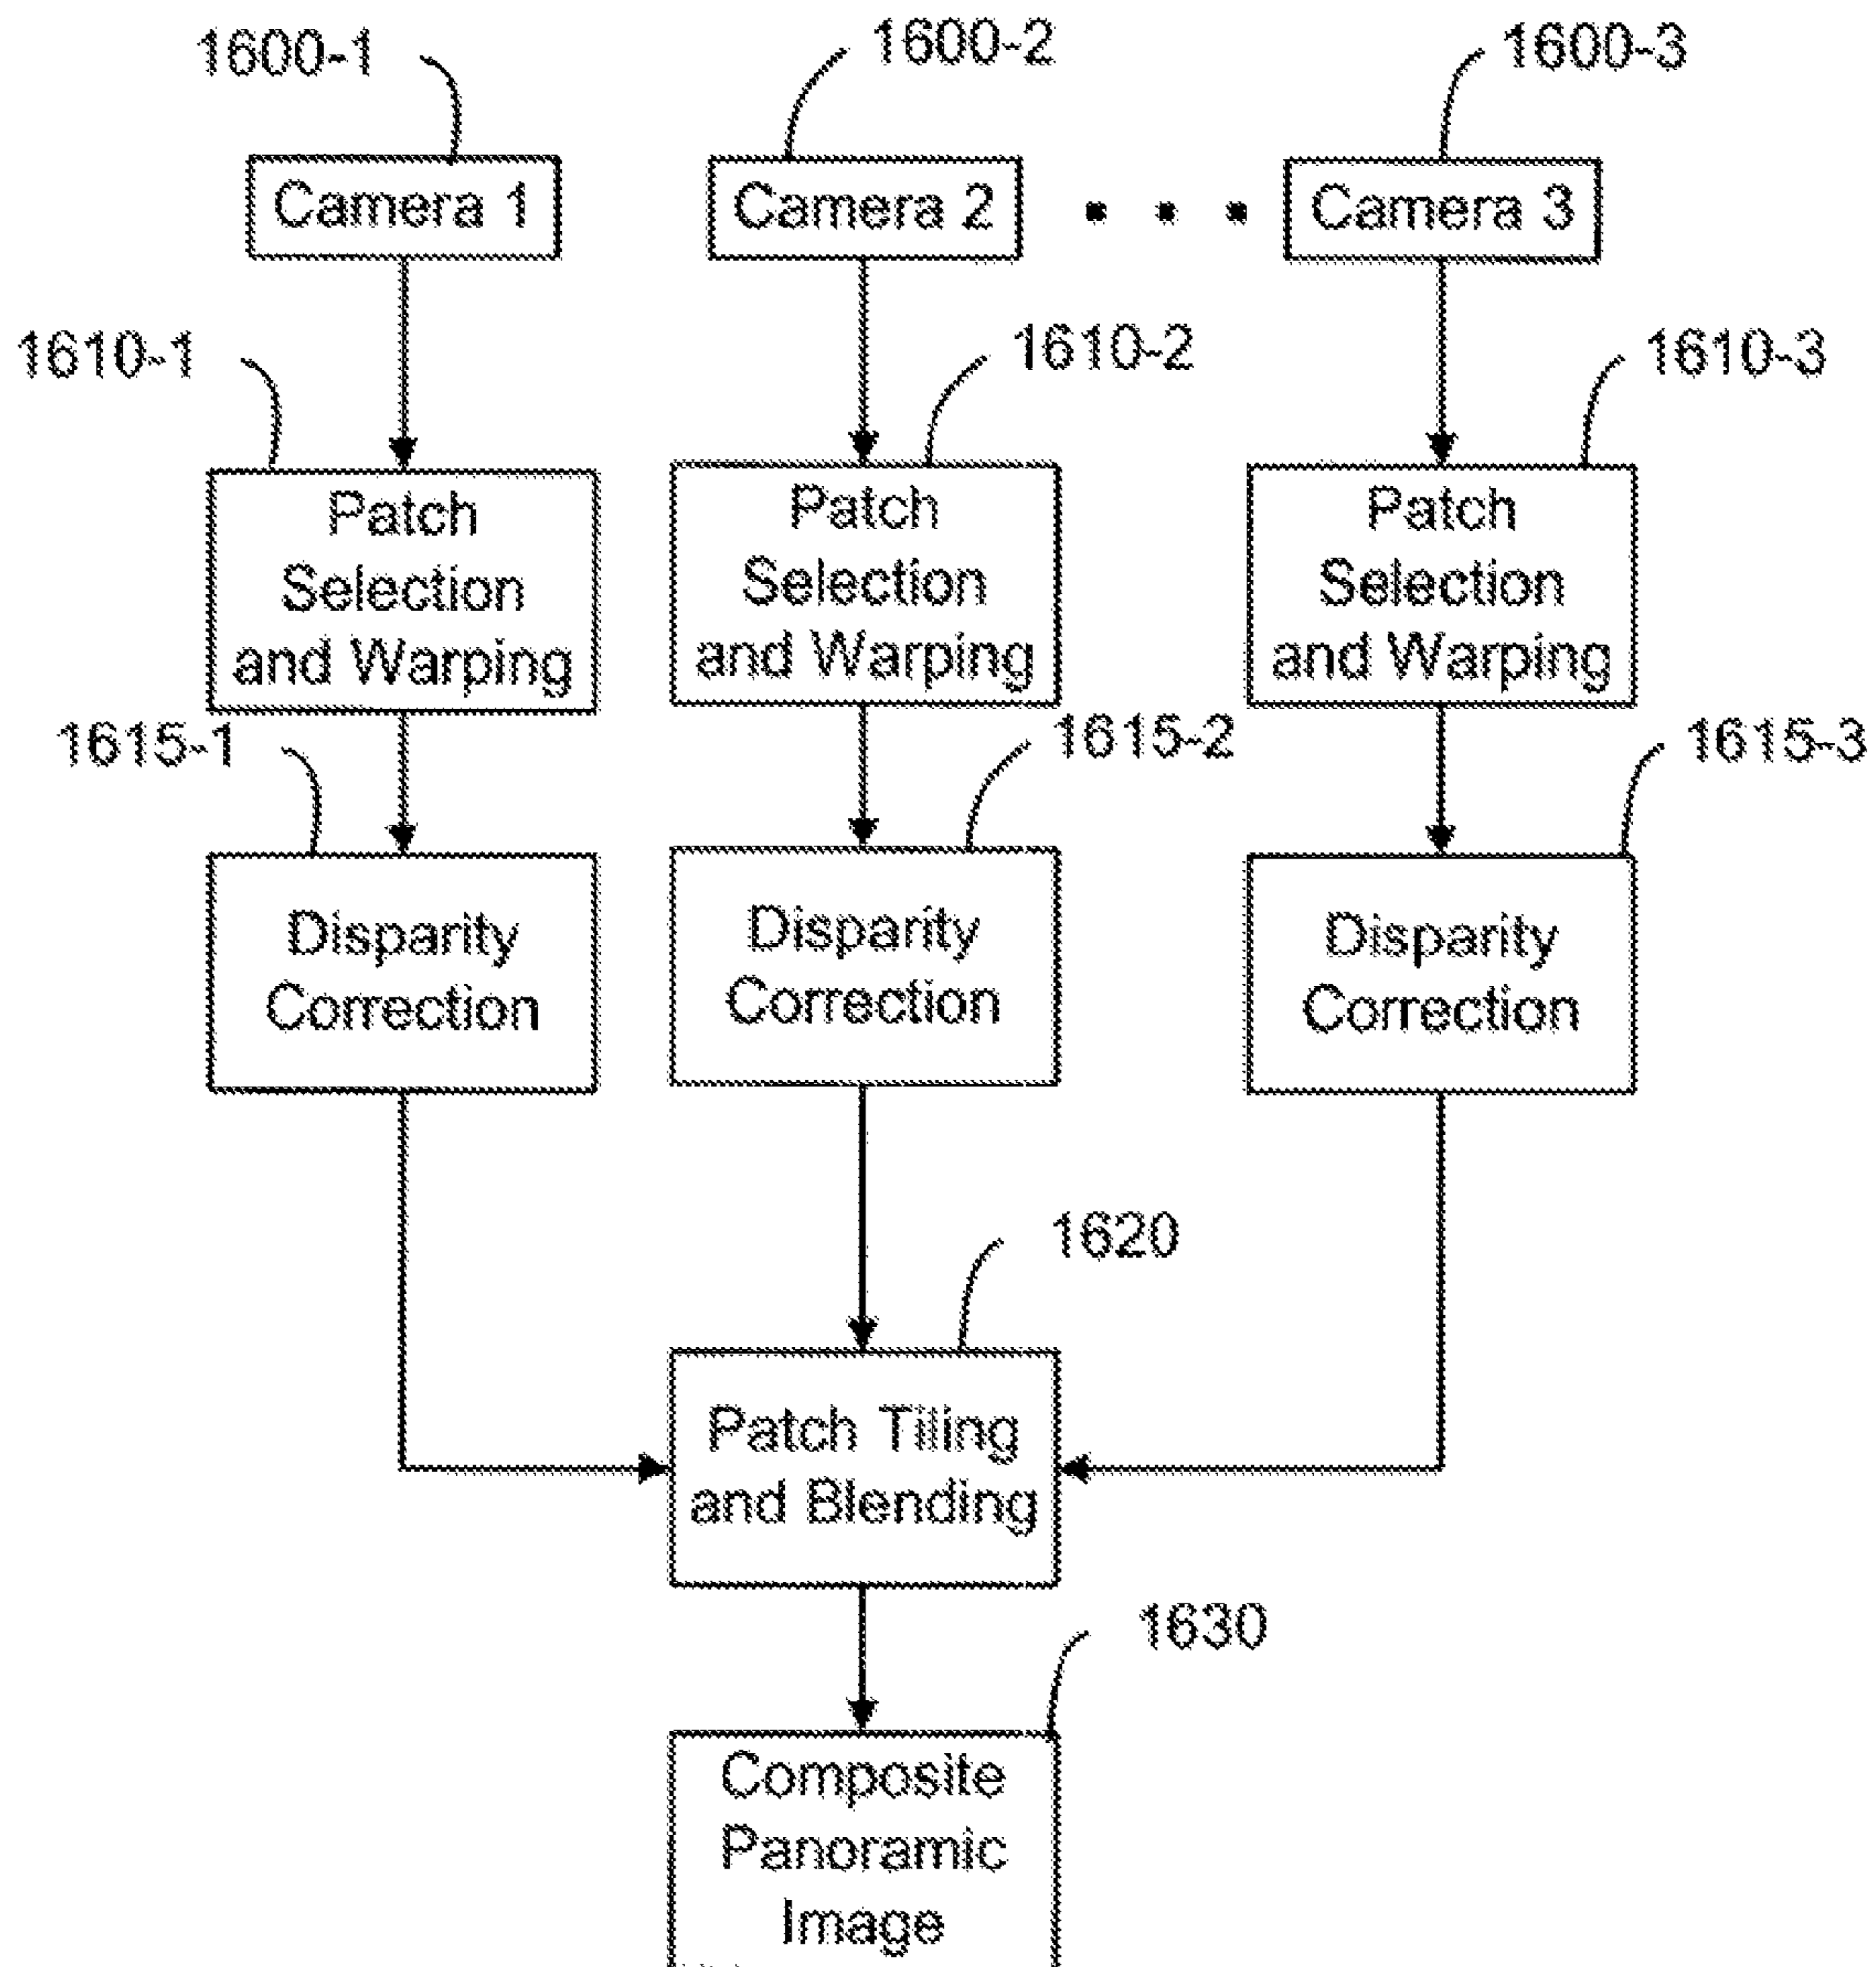 1600-1
1600-2
1600-3
Camera 1
Camera 2
Camera 3
1610-1
1610-2
1610-3
Patch
Selection
and Warping
Patch
Selection
and Warping
Patch
Selection
and Warping
1615-1
1615-2
1615-3
Disparity
Correction
Disparity
Correction
Disparity
Correction
1620
Patch Tiling
and Blending
1630
Composite
Panoramic
Image